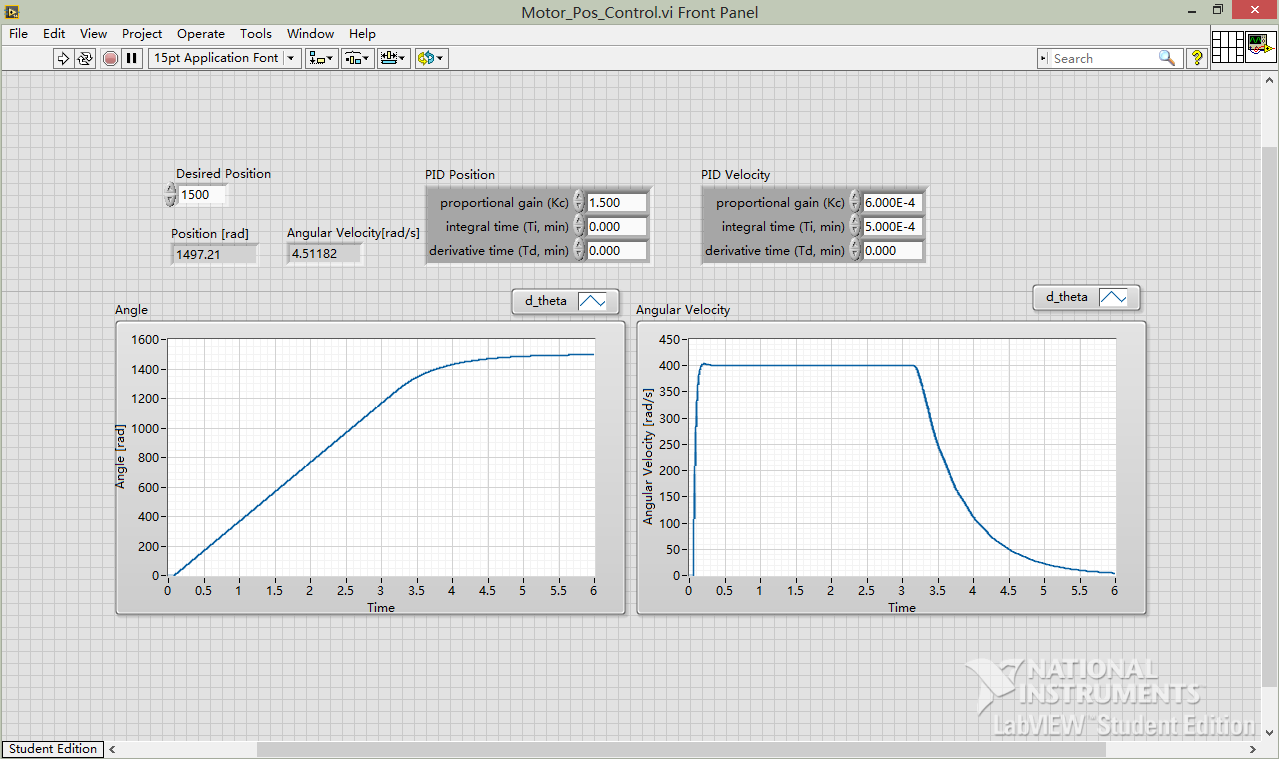 Motor_Pos_Control.vi Front Panel
File Edit View Project Operate Tools Window Help
15pt Application Font
Search
?
Desired Position
1500
Position [rad]
1497.21
Angular Velocity[rad/s]
4.51182
PID Position
proportional gain (Kc) 1.500
integral time (Ti, min) 0.000
derivative time (Td, min) 0.000
PID Velocity
proportional gain (Kc) 6.000E-4
integral time (Ti, min) 5.000E-4
derivative time (Td, min) 0.000
Angle
d_theta
Angle [rad]
1600
1400
1200
1000
800
600
400
200
0
0 0.5 1 1.5 2 2.5 3 3.5 4 4.5 5 5.5 6
Time
Angular Velocity
d_theta
Angular Velocity [rad/s]
450
400
350
300
250
200
150
100
50
0
0 0.5 1 1.5 2 2.5 3 3.5 4 4.5 5 5.5 6
Time
NATIONAL
INSTRUMENTS™
LabVIEW™ Student Edition
Student Edition